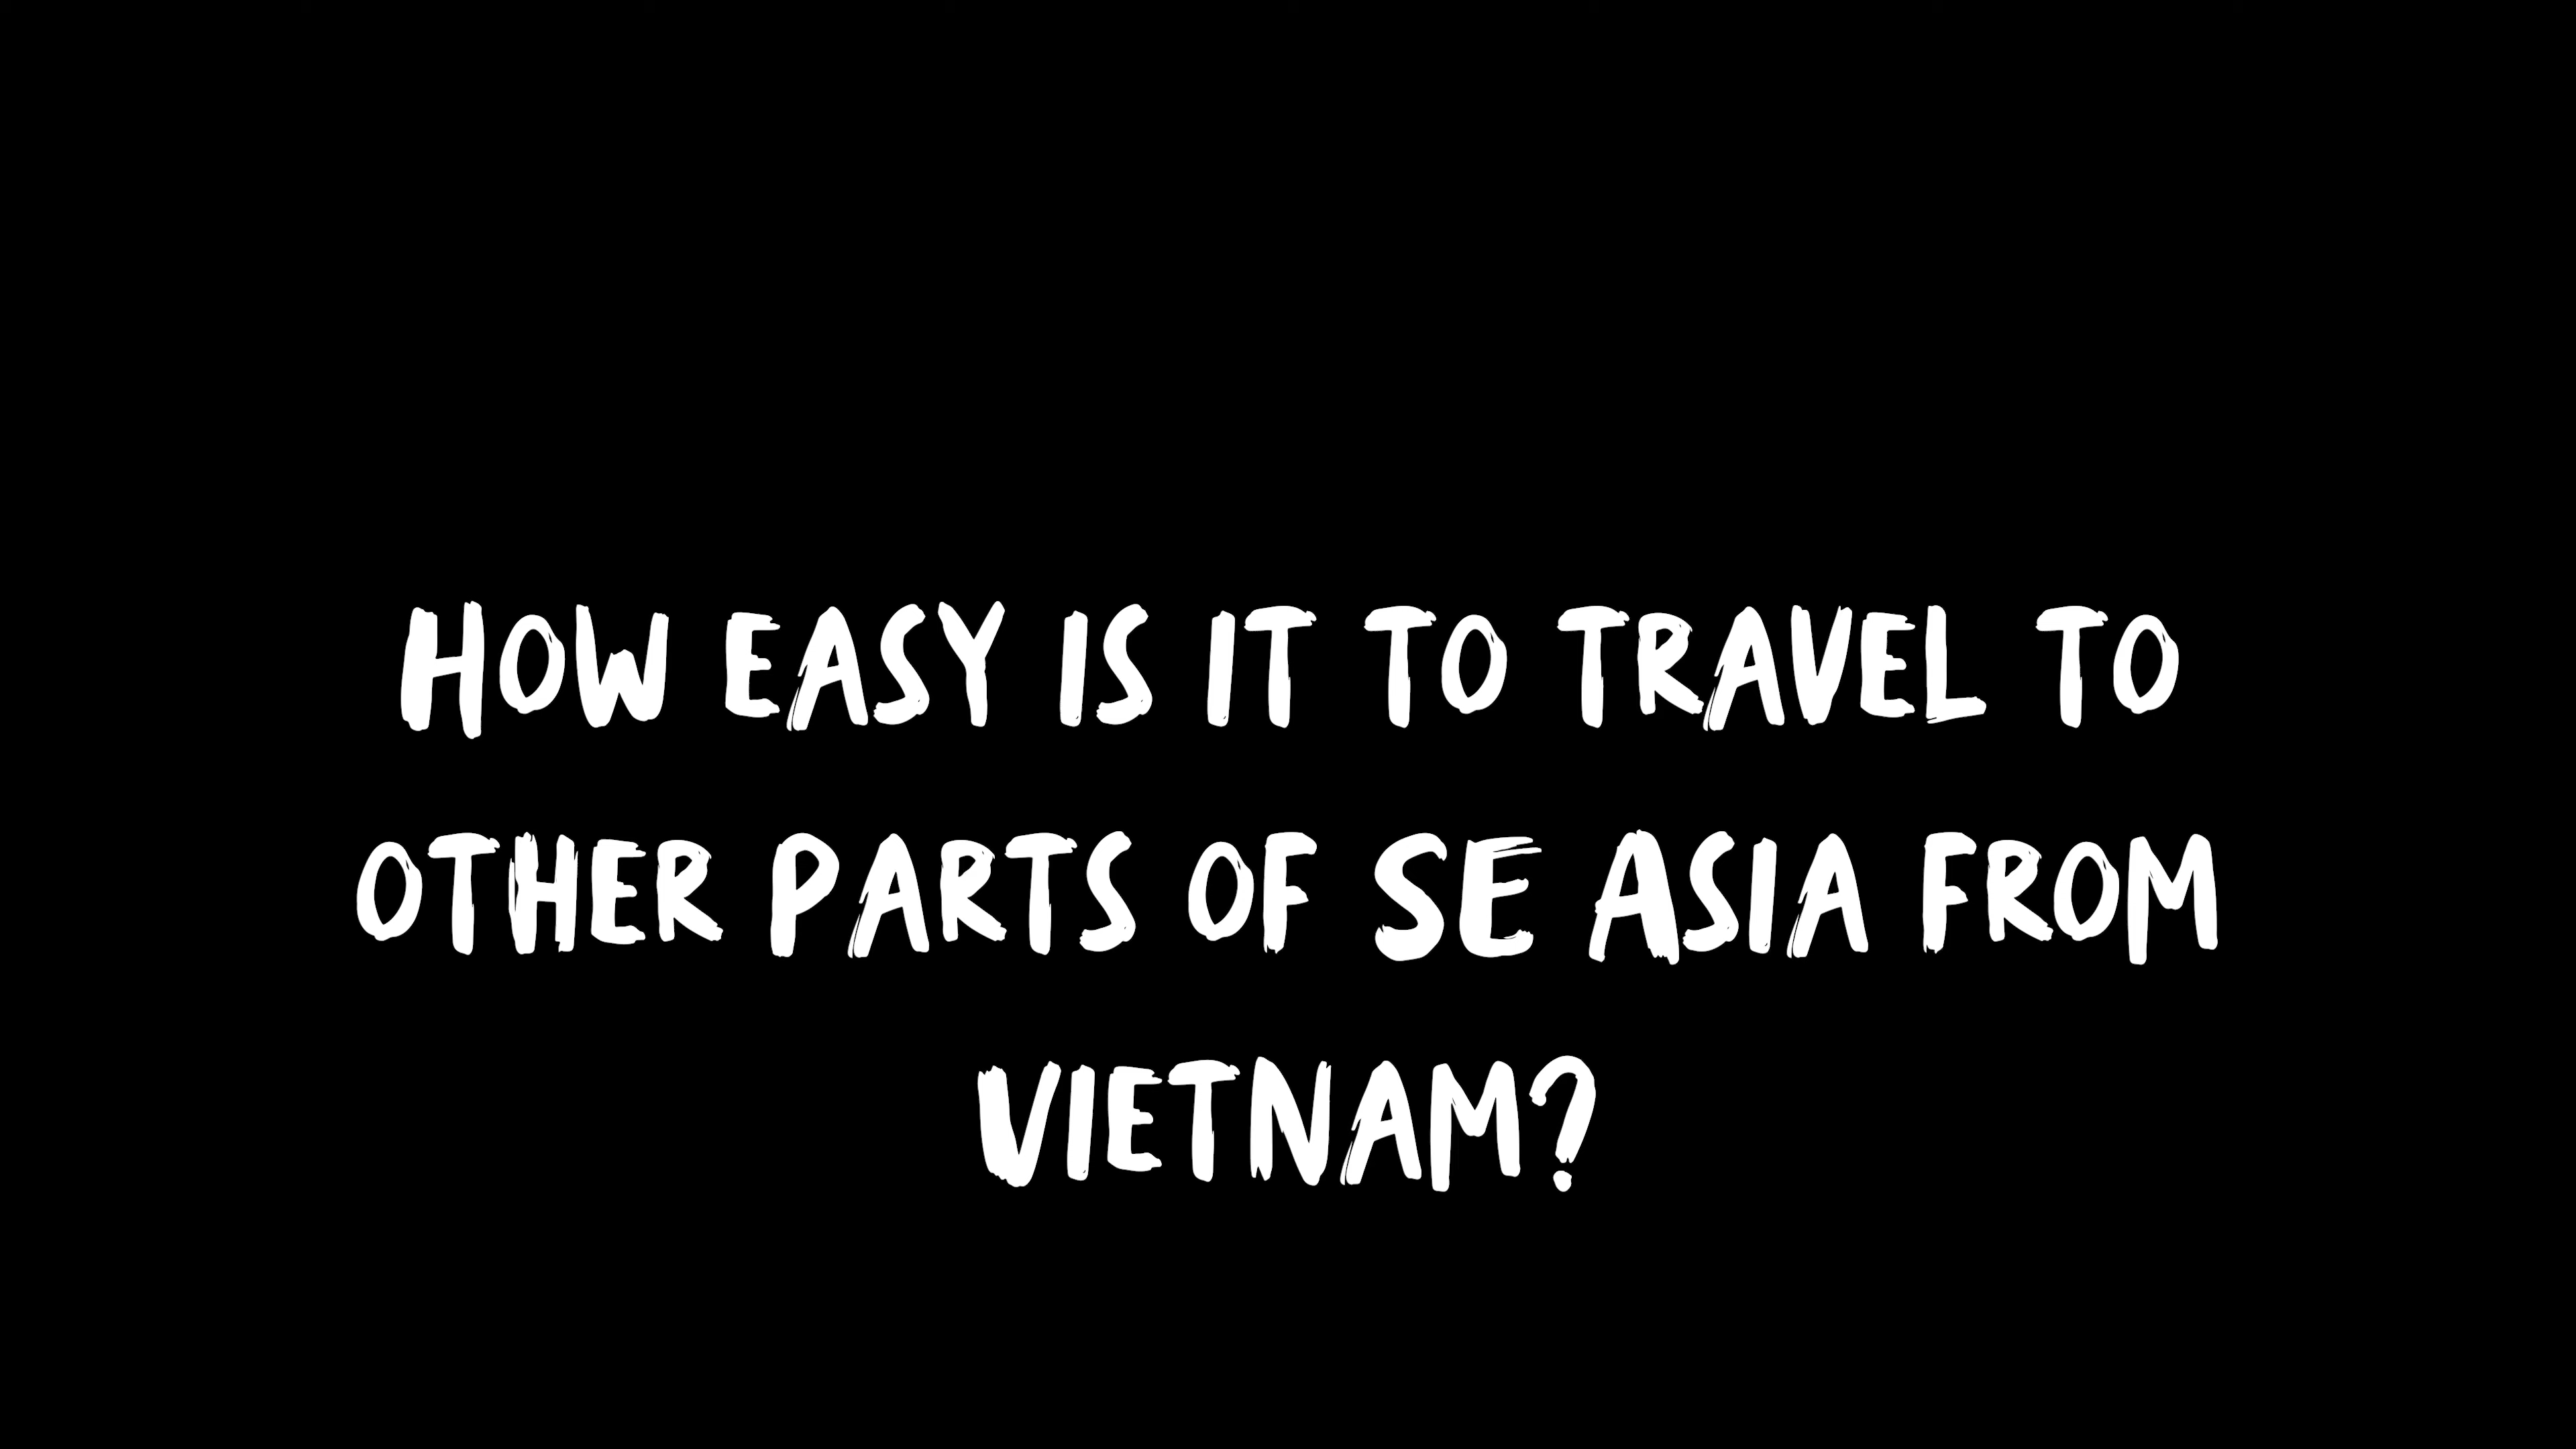 HOW EASY IS IT TO TRAVEL TO
OTHER PARTS OF SE ASIA FROM
VIETNAM?